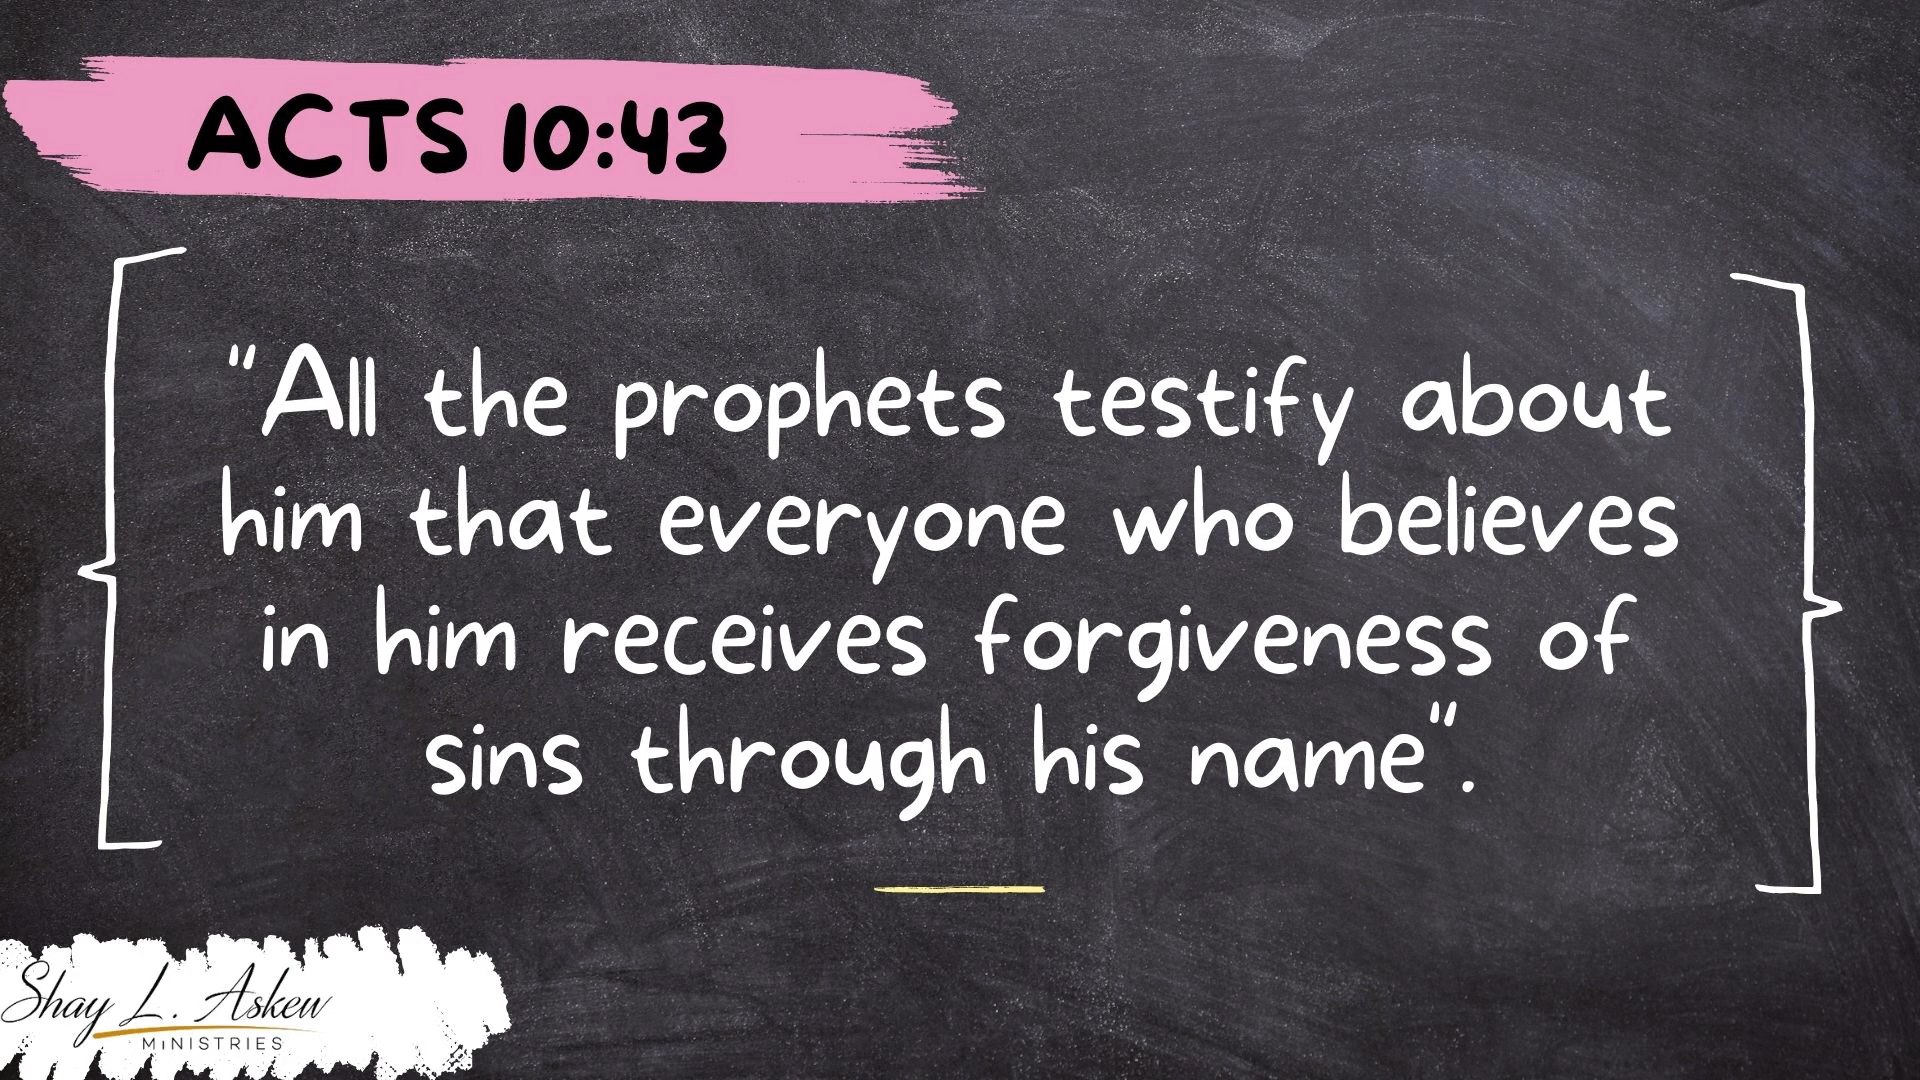 ACTS 10:43
"All the prophets testify about
him that everyone who believes
in him receives forgiveness of
sins through his name".
Shay L. Askew
MiNISTRIES